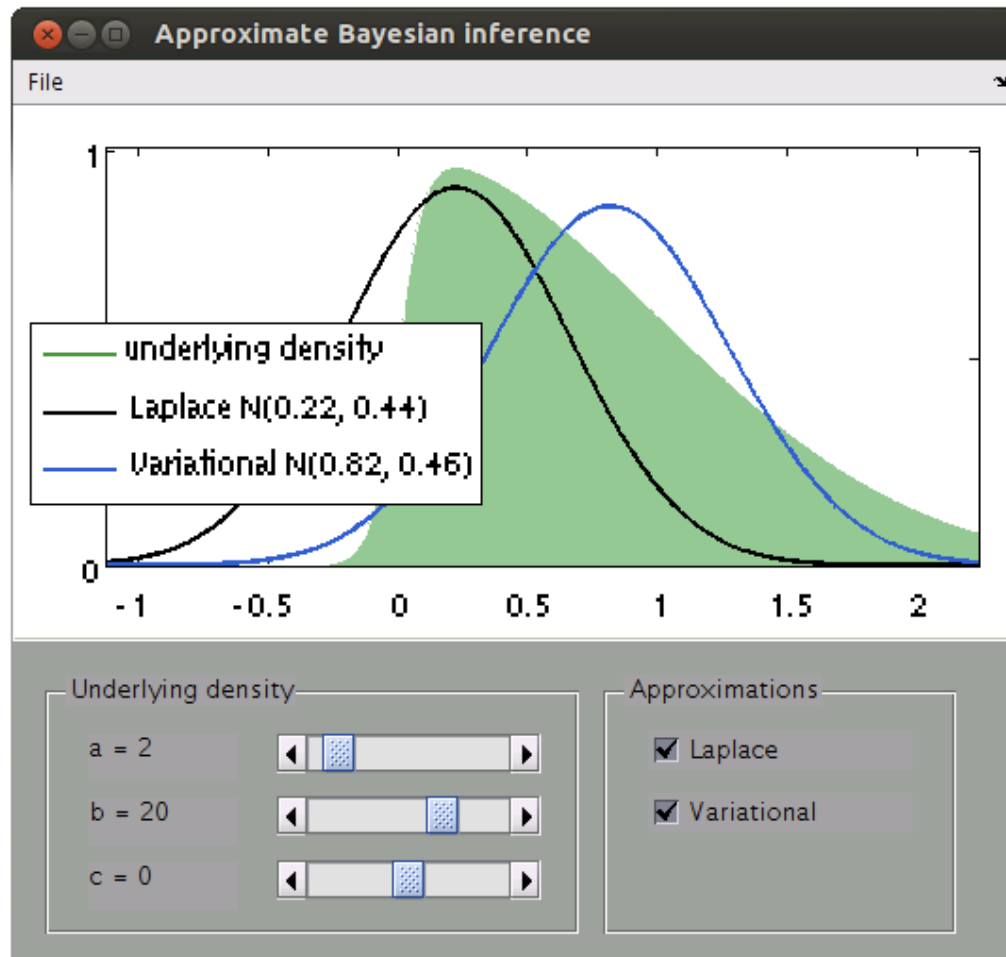 Approximate Bayesian inference
File
1
underlying density
Laplace N(0.22, 0.44)
Variational N(0.82, 0.46)
0
-1 -0.5 0 0.5 1 1.5 2
Underlying density
a = 2
b = 20
c = 0
Approximations
Laplace
Variational